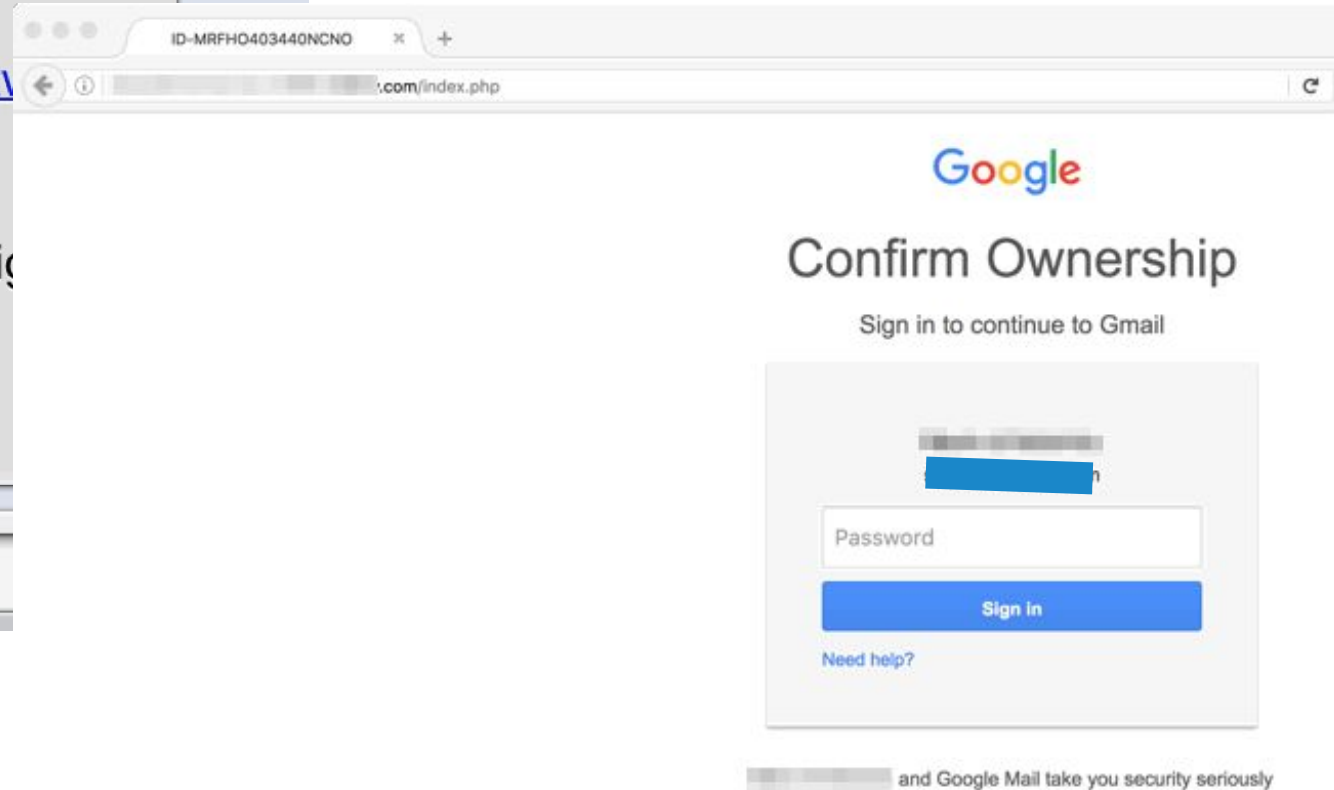 ID-MRFHO403440NCNO
.com/index.php
Google
Confirm Ownership
Sign in to continue to Gmail
Password
Sign in
Need help?
and Google Mail take you security seriously